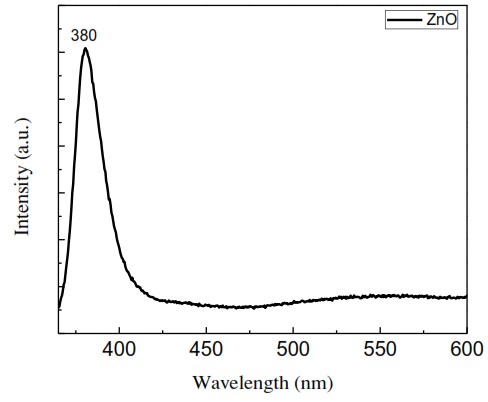 380
ZnO
Intensity (a.u.)
400 450 500 550 600
Wavelength (nm)